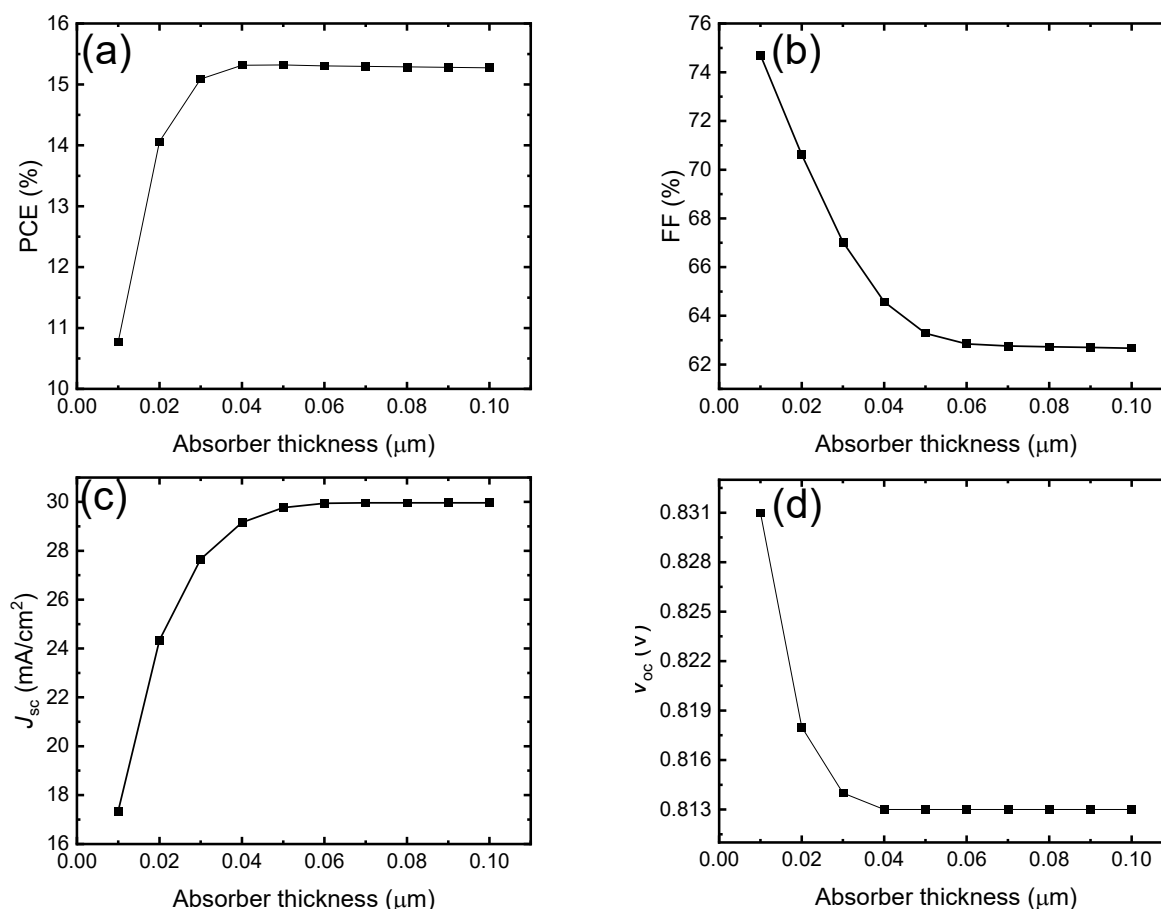 (a)
16
15
14
13
12
11
10
PCE (%)
0.00 0.02 0.04 0.06 0.08 0.10
Absorber thickness (μm)
(b)
76
74
72
70
68
66
64
62
FF (%)
0.00 0.02 0.04 0.06 0.08 0.10
Absorber thickness (μm)
(c)
30
28
26
24
22
20
18
16
Jsc (mA/cm²)
0.00 0.02 0.04 0.06 0.08 0.10
Absorber thickness (μm)
(d)
0.831
0.828
0.825
0.822
0.819
0.816
0.813
Voc (V)
0.00 0.02 0.04 0.06 0.08 0.10
Absorber thickness (μm)